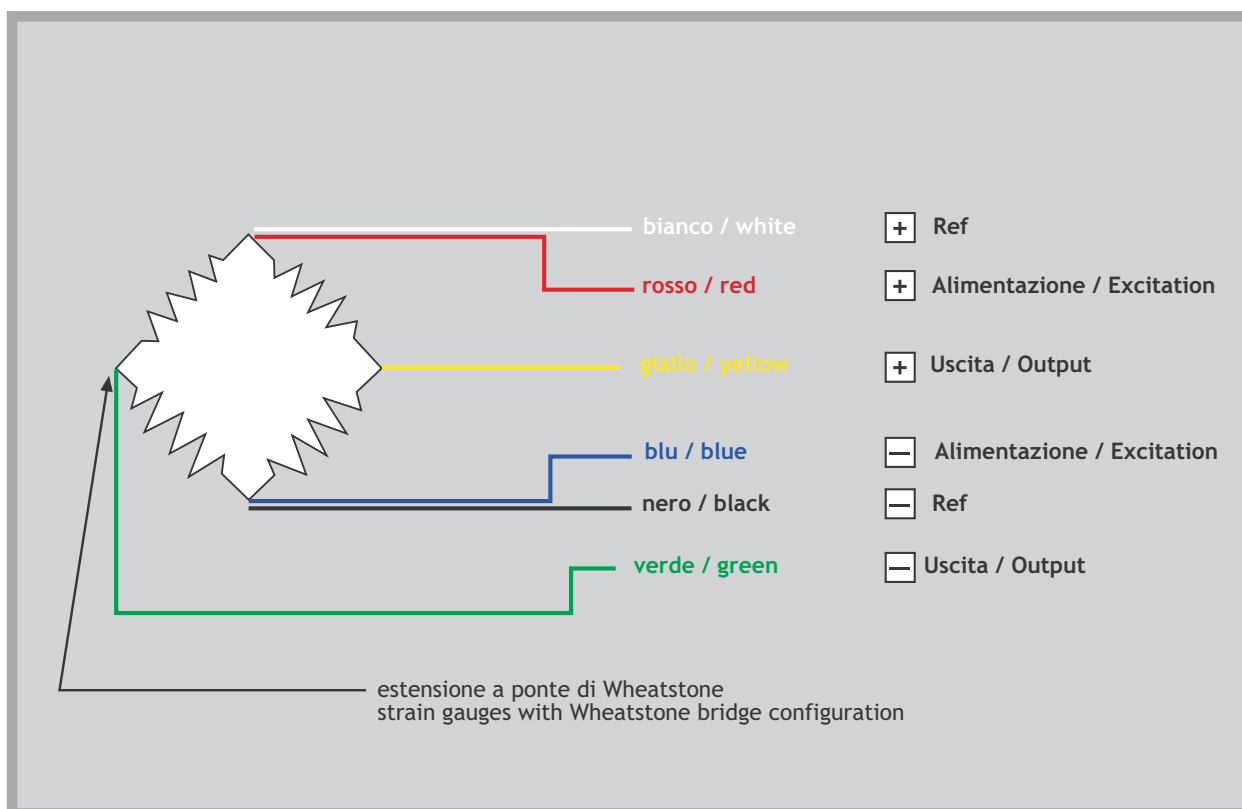 bianco / white + Ref
rosso / red + Alimentazione / Excitation
giallo / yellow + Uscita / Output
blu / blue — Alimentazione / Excitation
nero / black — Ref
verde / green — Uscita / Output
estensione a ponte di Wheatstone
strain gauges with Wheatstone bridge configuration